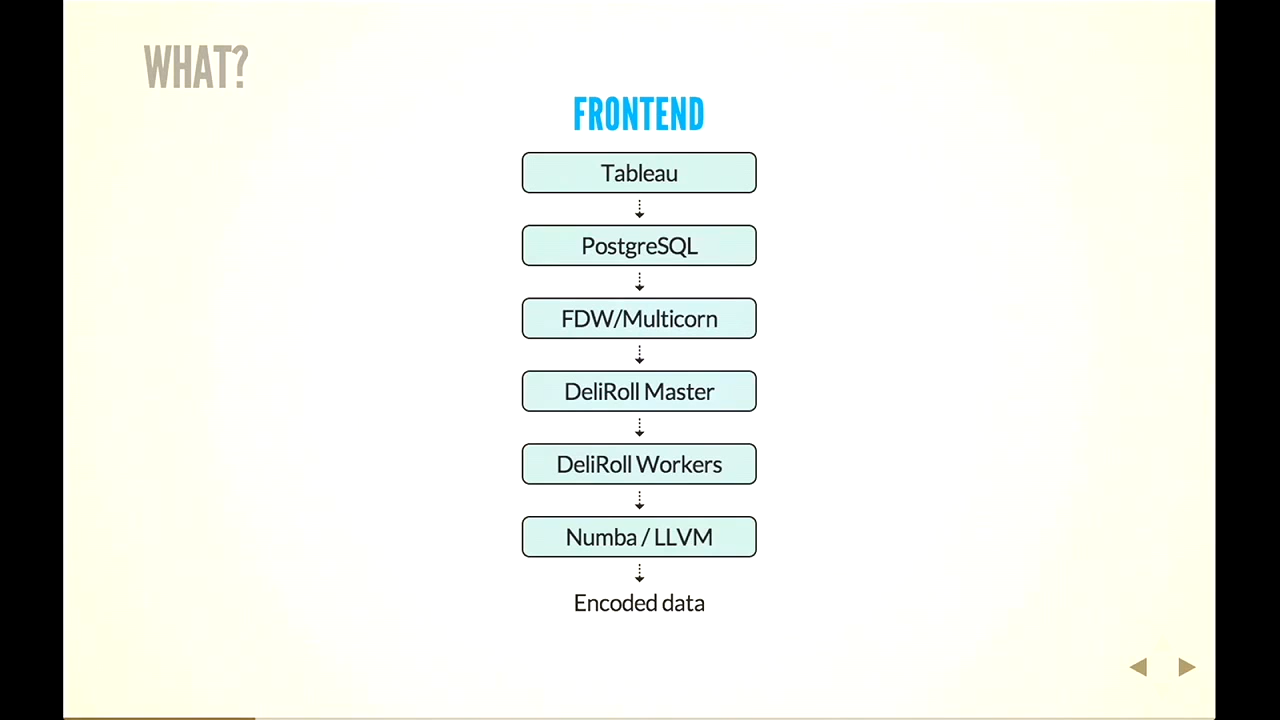 WHAT?
FRONTEND
Tableau
PostgreSQL
FDW/Multicorn
DeliRoll Master
DeliRoll Workers
Numba / LLVM
Encoded data